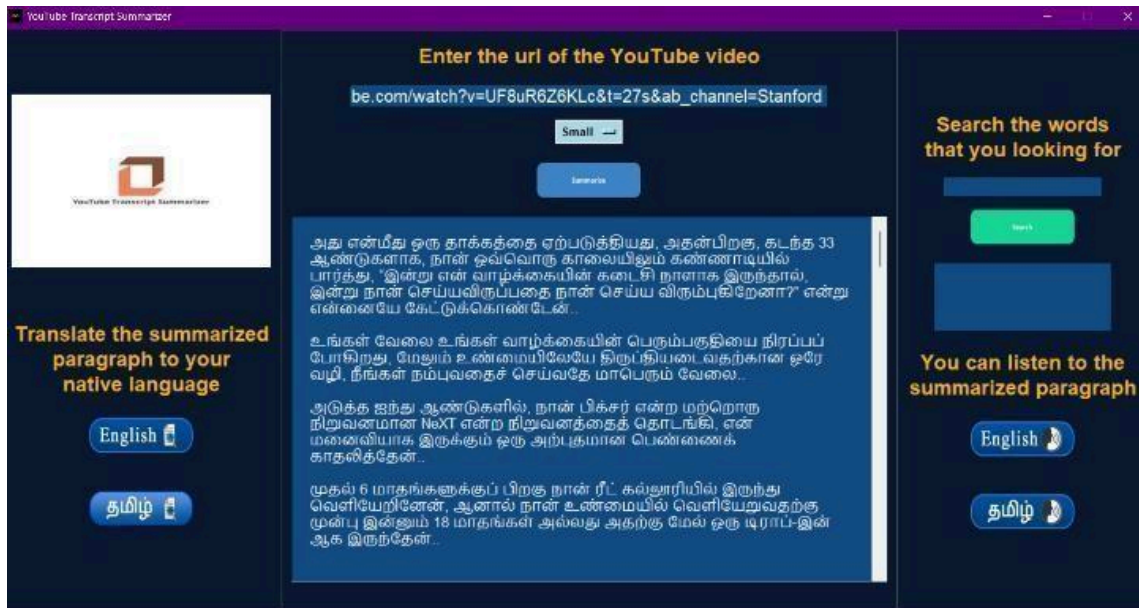 YouTube Transcript Summarizer
YouTube Transcript Summarizer
Translate the summarized
paragraph to your
native language
English
தமிழ்
Enter the url of the YouTube video
be.com/watch?v=UF8uR6Z6KLc&t=27s&ab_channel=Stanford
Small
Summarize
அது என்மீது ஒரு தாக்கத்தை ஏற்படுத்தியது, அதன்பிறகு, கடந்த 33
ஆண்டுகளாக, நான் ஒவ்வொரு காலையிலும் கண்ணாடியில்
பார்த்து, "இன்று என் வாழ்க்கையின் கடைசி நாளாக இருந்தால்,
இன்று நான் செய்யவிருப்பதை நான் செய்ய விரும்புகிறேனா?" என்று
என்னையே கேட்டுக்கொண்டேன்..
உங்கள் வேலை உங்கள் வாழ்க்கையின் பெரும்பகுதியை நிரப்பப்
போகிறது, மேலும் உண்மையிலேயே திருப்தியடைவதற்கான ஒரே
வழி, நீங்கள் நம்புவதைச் செய்வதே மாபெரும் வேலை..
அடுத்த ஐந்து ஆண்டுகளில், நான் பிக்சர் என்ற மற்றொரு
நிறுவனமான NeXT என்ற நிறுவனத்தைத் தொடங்கி, என்
மனைவியாக இருக்கும் ஒரு அற்புதமான பெண்ணைக்
காதலித்தேன்..
முதல் 6 மாதங்களுக்குப் பிறகு நான் ரீட் கல்லூரியில் இருந்து
வெளியேறினேன், ஆனால் நான் உண்மையில் வெளியேறுவதற்கு
முன்பு இன்னும் 18 மாதங்கள் அல்லது அதற்கு மேல் ஒரு டிராப்-இன்
ஆக இருந்தேன்..
Search the words
that you looking for
Search
You can listen to the
summarized paragraph
English
தமிழ்